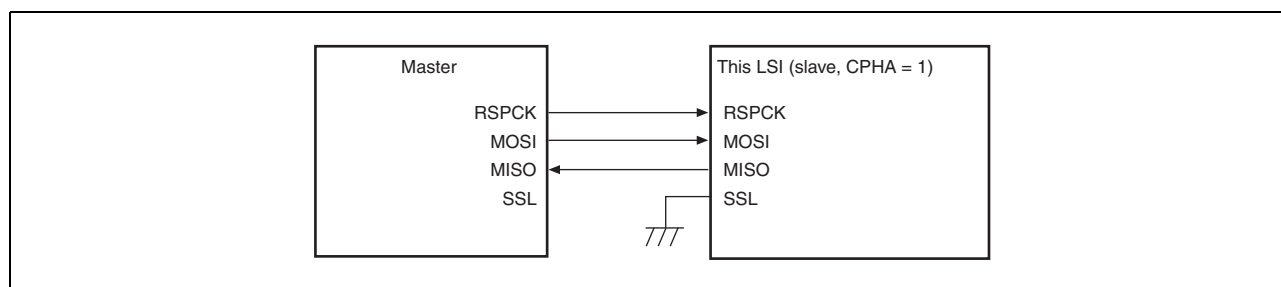 Master
RSPCK
MOSI
MISO
SSL
This LSI (slave, CPHA = 1)
RSPCK
MOSI
MISO
SSL